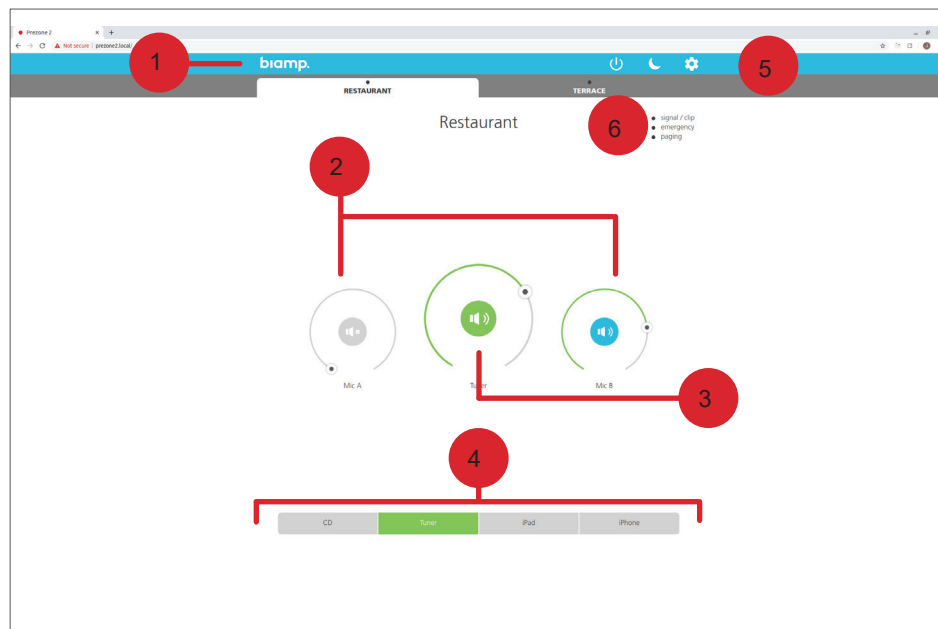 Prezone 2
Not secure | prezone2.local/
1
biamp.
5
RESTAURANT
TERRACE
Restaurant
6
signal / clip
emergency
paging
2
Mic A
Tuner
Mic B
3
4
CD
Tuner
iPad
iPhone